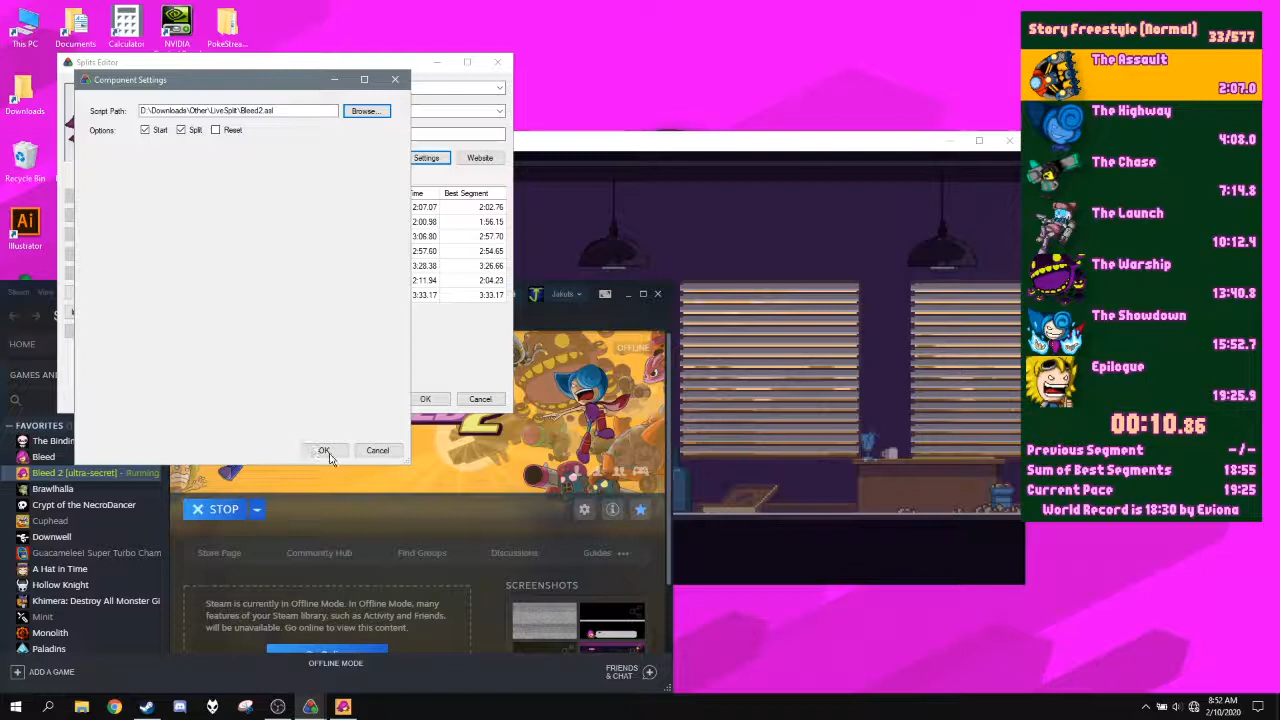 This PC
Documents
Calculator
NVIDIA
PokeStrea...
Downloads
Recycle Bin
Illustrator
Splits Editor
Component Settings
Script Path:
D:\Downloads\Other\LiveSplit\Bleed2.asl
Browse...
Options:
Start
Split
Reset
Settings
Website
Best Segment
2:07.07 2:02.76
2:00.98 1:56.15
3:06.80 2:57.70
2:57.60 2:54.65
3:28.38 3:26.66
2:11.94 2:04.23
3:33.17 3:33.17
OK
Cancel
OK
Cancel
Steam
View
Jakuls
HOME
GAMES AN
OFFLINE
2
FAVORITES
The Bindin
Bleed
Bleed 2 [ultra-secret] - Running
Brawlhalla
Crypt of the NecroDancer
Cuphead
Downwell
Guacamelee! Super Turbo Cham
A Hat in Time
Hollow Knight
Khimera: Destroy All Monster Gi
Minit
Monolith
Paladins
STOP
Store Page
Community Hub
Find Groups
Discussions
Guides
SCREENSHOTS
Steam is currently in Offline Mode. In Offline Mode, many
features of your Steam library, such as Activity and Friends,
will be unavailable. Go online to view this content.
ADD A GAME
OFFLINE MODE
FRIENDS
& CHAT
Story Freestyle (Normal)
33/577
The Assault
2:07.0
The Highway
4:08.0
The Chase
7:14.8
The Launch
10:12.4
The Warship
13:40.8
The Showdown
15:52.7
Epilogue
19:25.9
00:10.86
Previous Segment -/-
Sum of Best Segments 18:55
Current Pace 19:25
World Record is 18:30 by Eviona
8:52 AM
2/10/2020